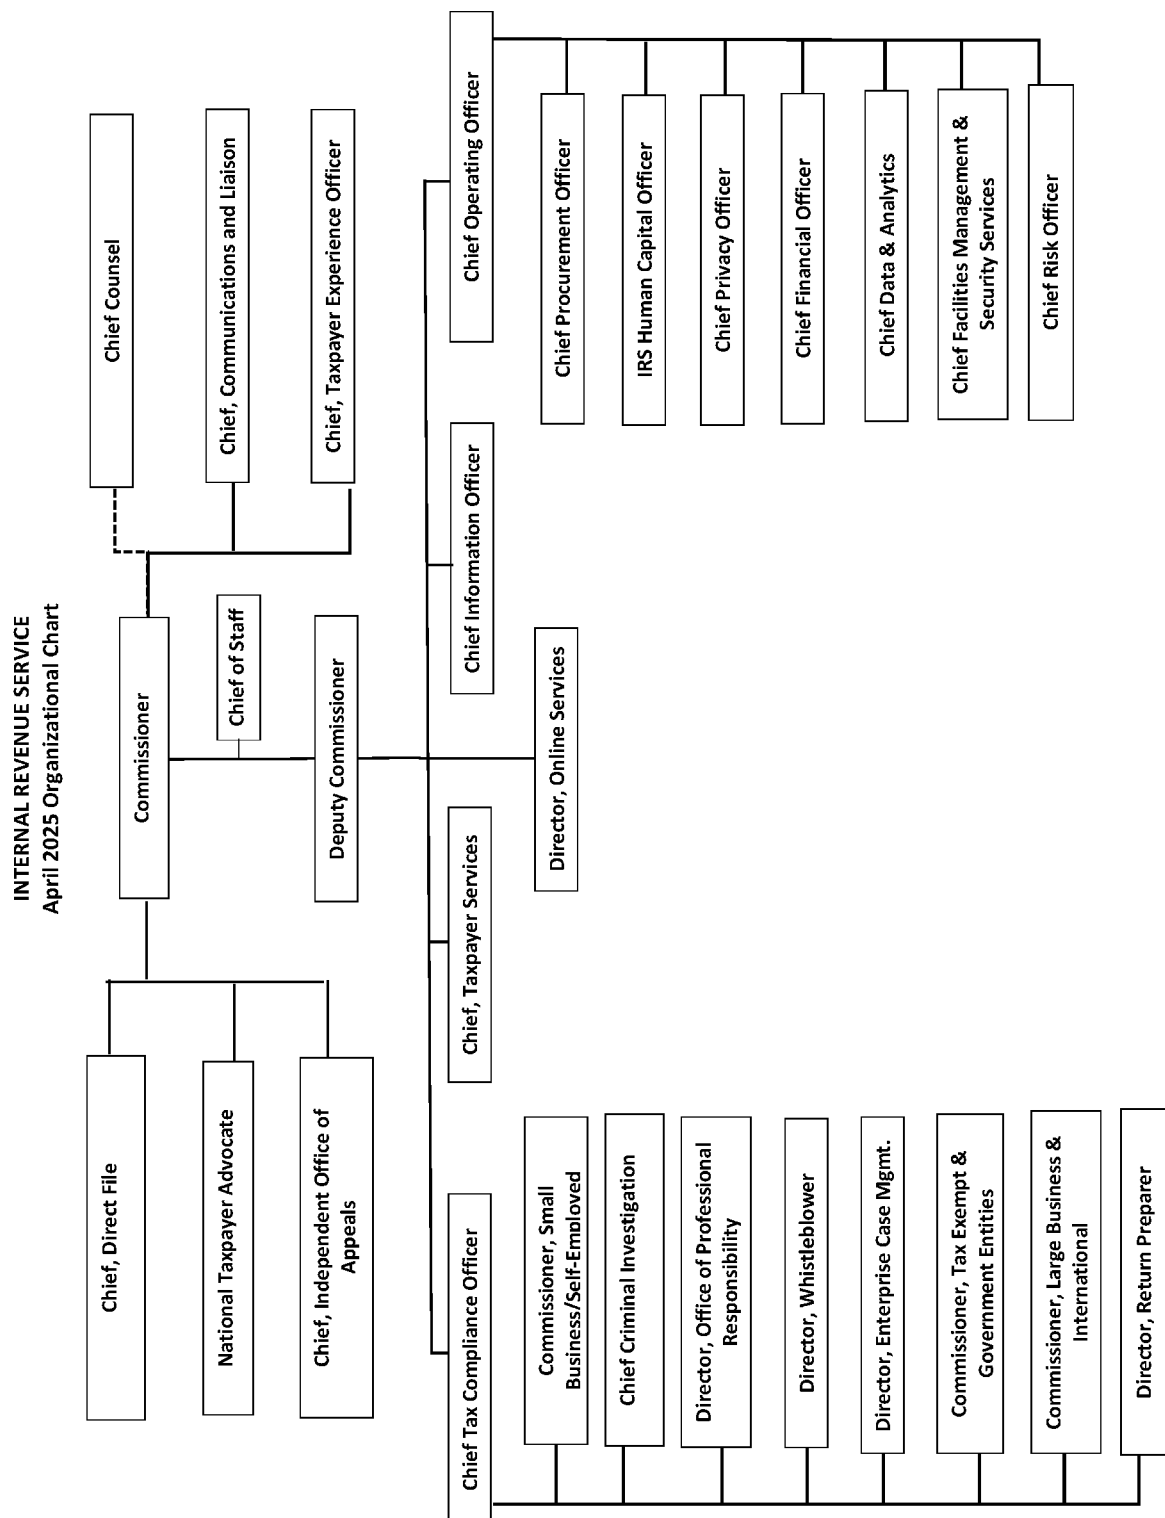 INTERNAL REVENUE SERVICE
April 2025 Organizational Chart
Commissioner
Chief of Staff
Deputy Commissioner
Chief, Direct File
National Taxpayer Advocate
Chief, Independent Office of
Appeals
Chief Counsel
Chief, Communications and Liaison
Chief, Taxpayer Experience Officer
Chief Tax Compliance Officer
Chief, Taxpayer Services
Chief Information Officer
Chief Operating Officer
Director, Online Services
Commissioner, Small
Business/Self-Employed
Chief Criminal Investigation
Director, Office of Professional
Responsibility
Director, Whistleblower
Director, Enterprise Case Mgmt.
Commissioner, Tax Exempt &
Government Entities
Commissioner, Large Business &
International
Director, Return Preparer
Chief Procurement Officer
IRS Human Capital Officer
Chief Privacy Officer
Chief Financial Officer
Chief Data & Analytics
Chief Facilities Management &
Security Services
Chief Risk Officer